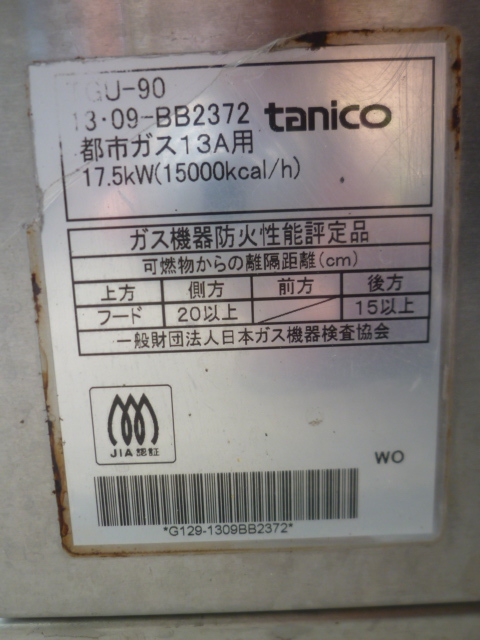 TGU-90
13・09-BB2372 tanico
都市ガス13A用
17.5kW(15000kcal/h)
ガス機器防火性能評定品
可燃物からの離隔距離(cm)
上方 側方 前方 後方
フード 20以上 15以上
一般財団法人日本ガス機器検査協会
JIA認証
WO
*G129-1309BB2372*